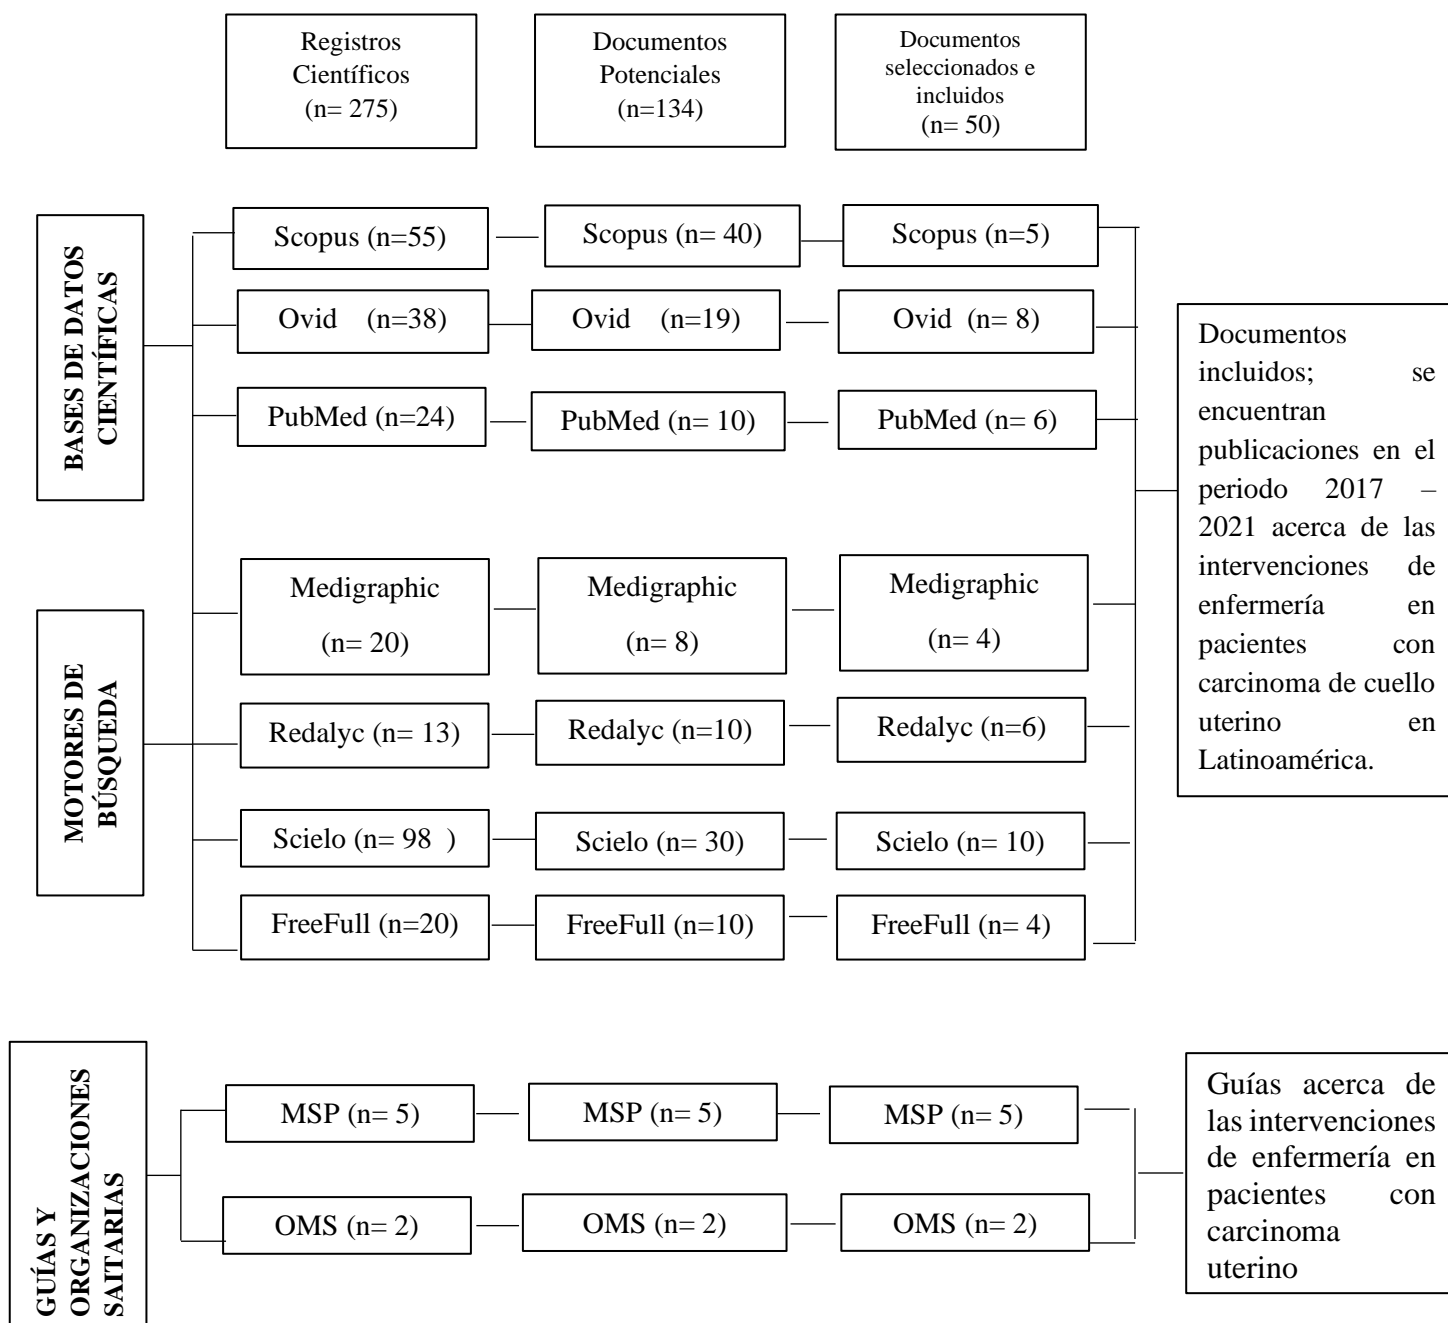 Registros
Científicos
(n= 275)
Documentos
Potenciales
(n=134)
Documentos
seleccionados e
incluidos
(n= 50)
BASES DE DATOS
CIENTÍFICAS
Scopus (n=55)
Scopus (n= 40)
Scopus (n=5)
Ovid (n=38)
Ovid (n=19)
Ovid (n= 8)
PubMed (n=24)
PubMed (n= 10)
PubMed (n= 6)
MOTORES DE
BÚSQUEDA
Medigraphic
(n= 20)
Medigraphic
(n= 8)
Medigraphic
(n= 4)
Redalyc (n= 13)
Redalyc (n=10)
Redalyc (n=6)
Scielo (n= 98 )
Scielo (n= 30)
Scielo (n= 10)
FreeFull (n=20)
FreeFull (n=10)
FreeFull (n= 4)
Documentos
incluidos; se
encuentran
publicaciones en el
periodo 2017 –
2021 acerca de las
intervenciones de
enfermería en
pacientes con
carcinoma de cuello
uterino en
Latinoamérica.
GUÍAS Y
ORGANIZACIONES
SAITARIAS
MSP (n= 5)
MSP (n= 5)
MSP (n= 5)
OMS (n= 2)
OMS (n= 2)
OMS (n= 2)
Guías acerca de
las intervenciones
de enfermería en
pacientes con
carcinoma
uterino